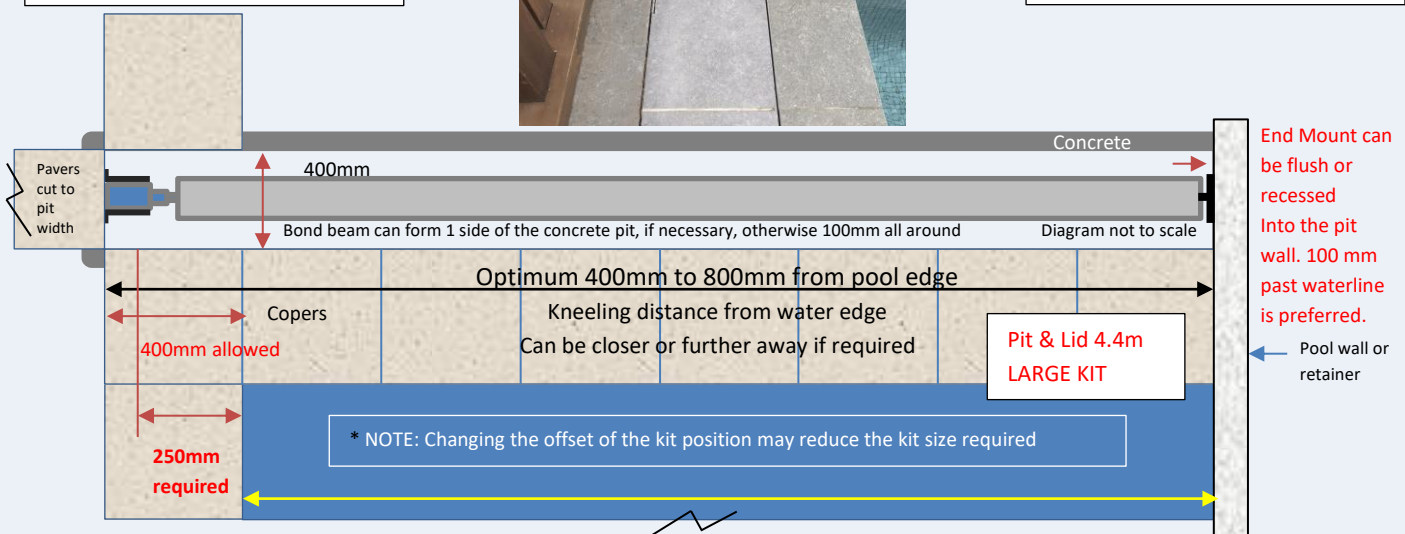 Concrete
End Mount can
be flush or
recessed
Into the pit
wall. 100 mm
past waterline
is preferred.
Pavers
cut to
pit
width
400mm
Bond beam can form 1 side of the concrete pit, if necessary, otherwise 100mm all around
Diagram not to scale
Optimum 400mm to 800mm from pool edge
Copers
Kneeling distance from water edge
400mm allowed
Can be closer or further away if required
Pit & Lid 4.4m
LARGE KIT
Pool wall or
retainer
250mm
required
* NOTE: Changing the offset of the kit position may reduce the kit size required